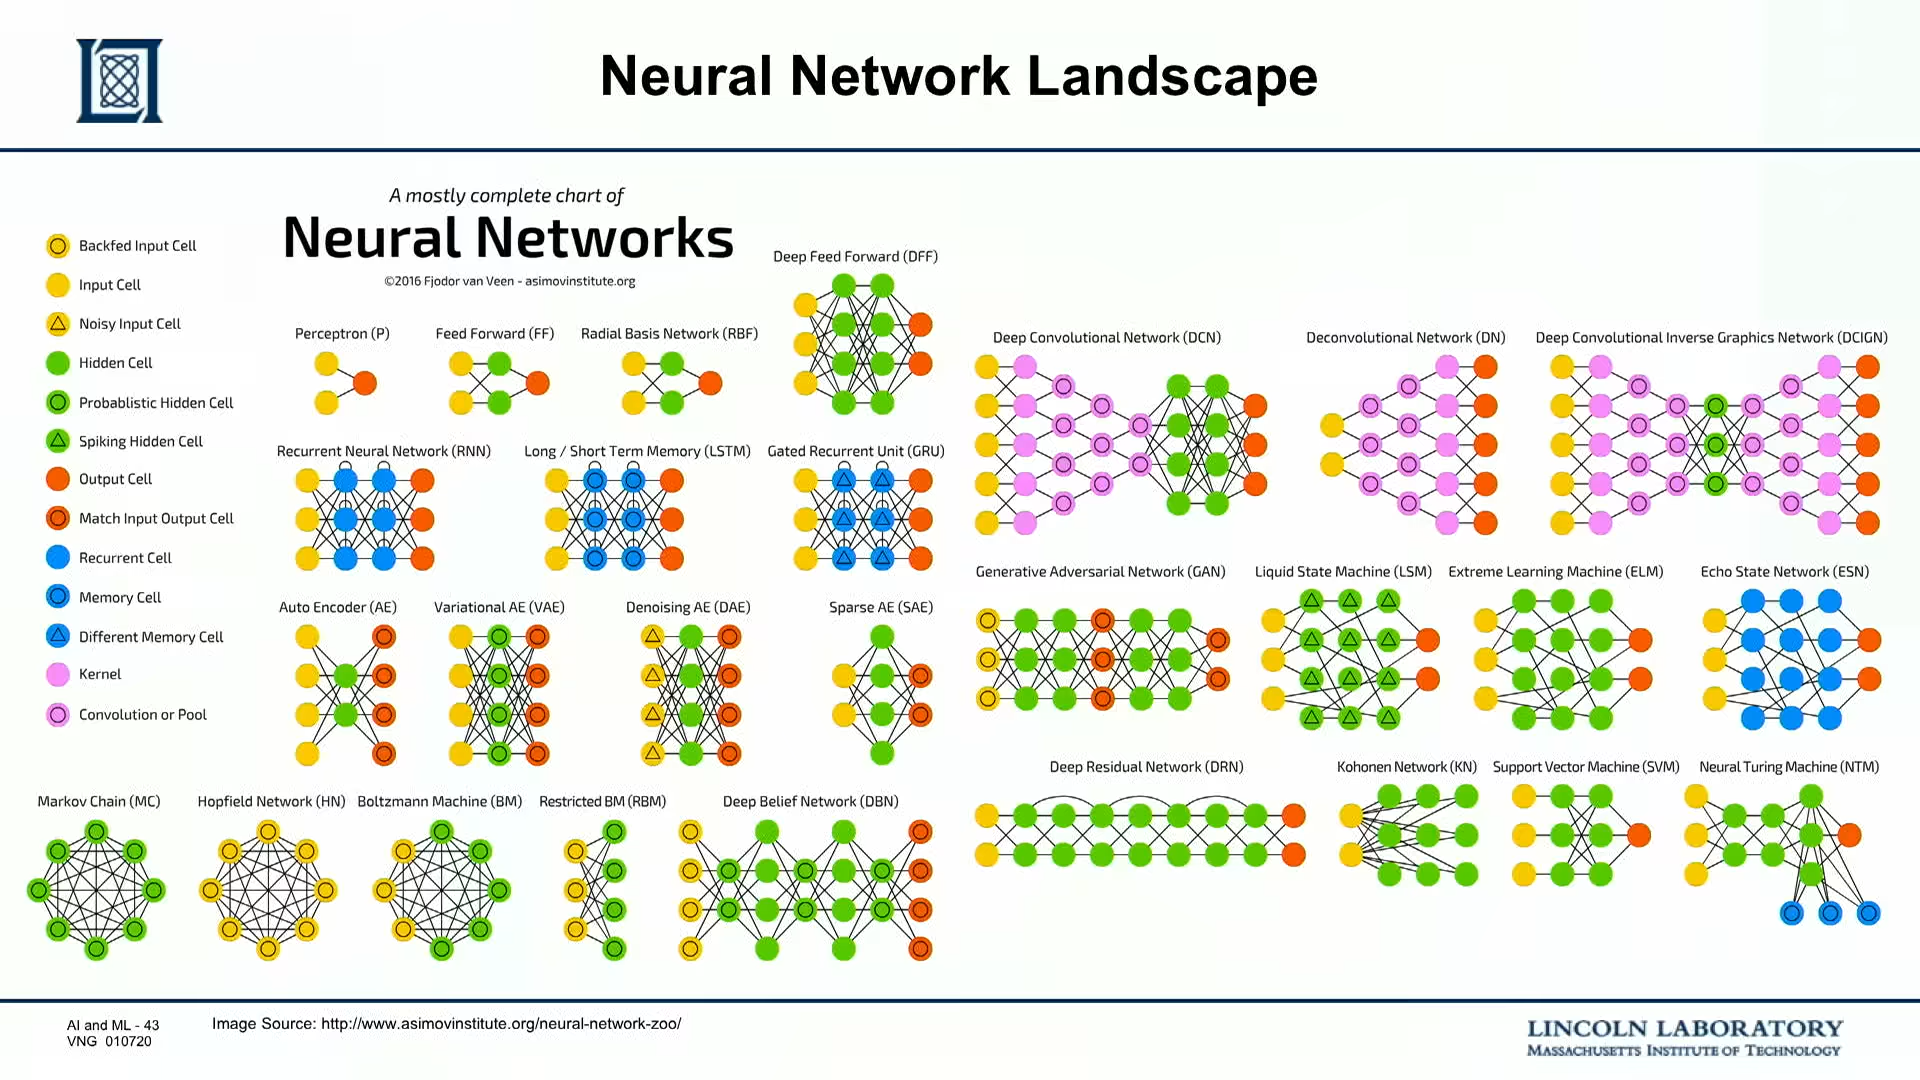 Neural Network Landscape
A mostly complete chart of
Neural Networks
©2016 Fjodor van Veen - asimovinstitute.org
Backfed Input Cell
Input Cell
Noisy Input Cell
Hidden Cell
Probablistic Hidden Cell
Spiking Hidden Cell
Output Cell
Match Input Output Cell
Recurrent Cell
Memory Cell
Different Memory Cell
Kernel
Convolution or Pool
Deep Feed Forward (DFF)
Perceptron (P)
Feed Forward (FF)
Radial Basis Network (RBF)
Recurrent Neural Network (RNN)
Long / Short Term Memory (LSTM)
Gated Recurrent Unit (GRU)
Auto Encoder (AE)
Variational AE (VAE)
Denoising AE (DAE)
Sparse AE (SAE)
Markov Chain (MC)
Hopfield Network (HN)
Boltzmann Machine (BM)
Restricted BM (RBM)
Deep Belief Network (DBN)
Deep Convolutional Network (DCN)
Deconvolutional Network (DN)
Deep Convolutional Inverse Graphics Network (DCIGN)
Generative Adversarial Network (GAN)
Liquid State Machine (LSM)
Extreme Learning Machine (ELM)
Echo State Network (ESN)
Deep Residual Network (DRN)
Kohonen Network (KN)
Support Vector Machine (SVM)
Neural Turing Machine (NTM)
AI and ML - 43
VNG 010720
Image Source: http://www.asimovinstitute.org/neural-network-zoo/
LINCOLN LABORATORY
MASSACHUSETTS INSTITUTE OF TECHNOLOGY